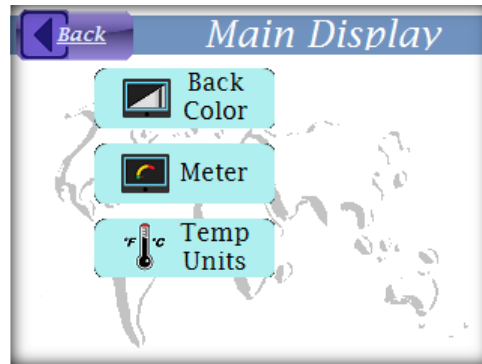 Back
Main Display
Back
Color
Meter
°F °C
Temp
Units